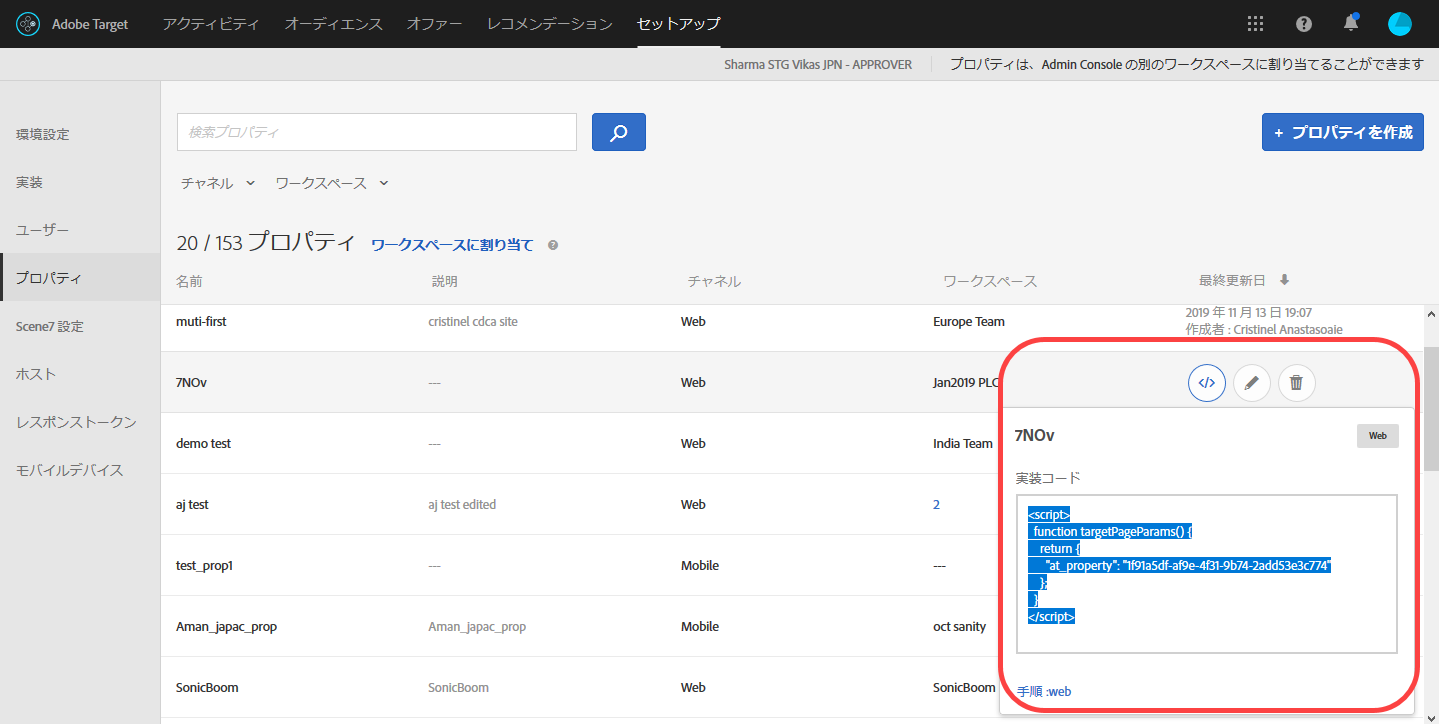 Adobe Target アクティビティ オーディエンス オファー レコメンデーション セットアップ
Sharma STG Vikas JPN - APPROVER プロパティは、Admin Console の別のワークスペースに割り当てることができます
環境設定
実装
ユーザー
プロパティ
Scene7 設定
ホスト
レスポンストークン
モバイルデバイス
検索プロパティ
+ プロパティを作成
チャネル ワークスペース
20 / 153 プロパティ ワークスペースに割り当て ?
名前 説明 チャネル ワークスペース 最終更新日
muti-first cristinel cdca site Web Europe Team 2019 年 11 月 13 日 19:07
作成者 : Cristinel Anastasoaie
7NOv --- Web Jan2019 PLC </>
demo test --- Web India Team
aj test aj test edited Web 2
test_prop1 --- Mobile ---
Aman_japac_prop Aman_japac_prop Mobile oct sanity
SonicBoom SonicBoom Web SonicBoom
7NOv Web
実装コード
<script>
function targetPageParams() {
return {
"at_property": "1f91a5df-af9e-4f31-9b74-2add53e3c774"
};
}
</script>
手順 :web